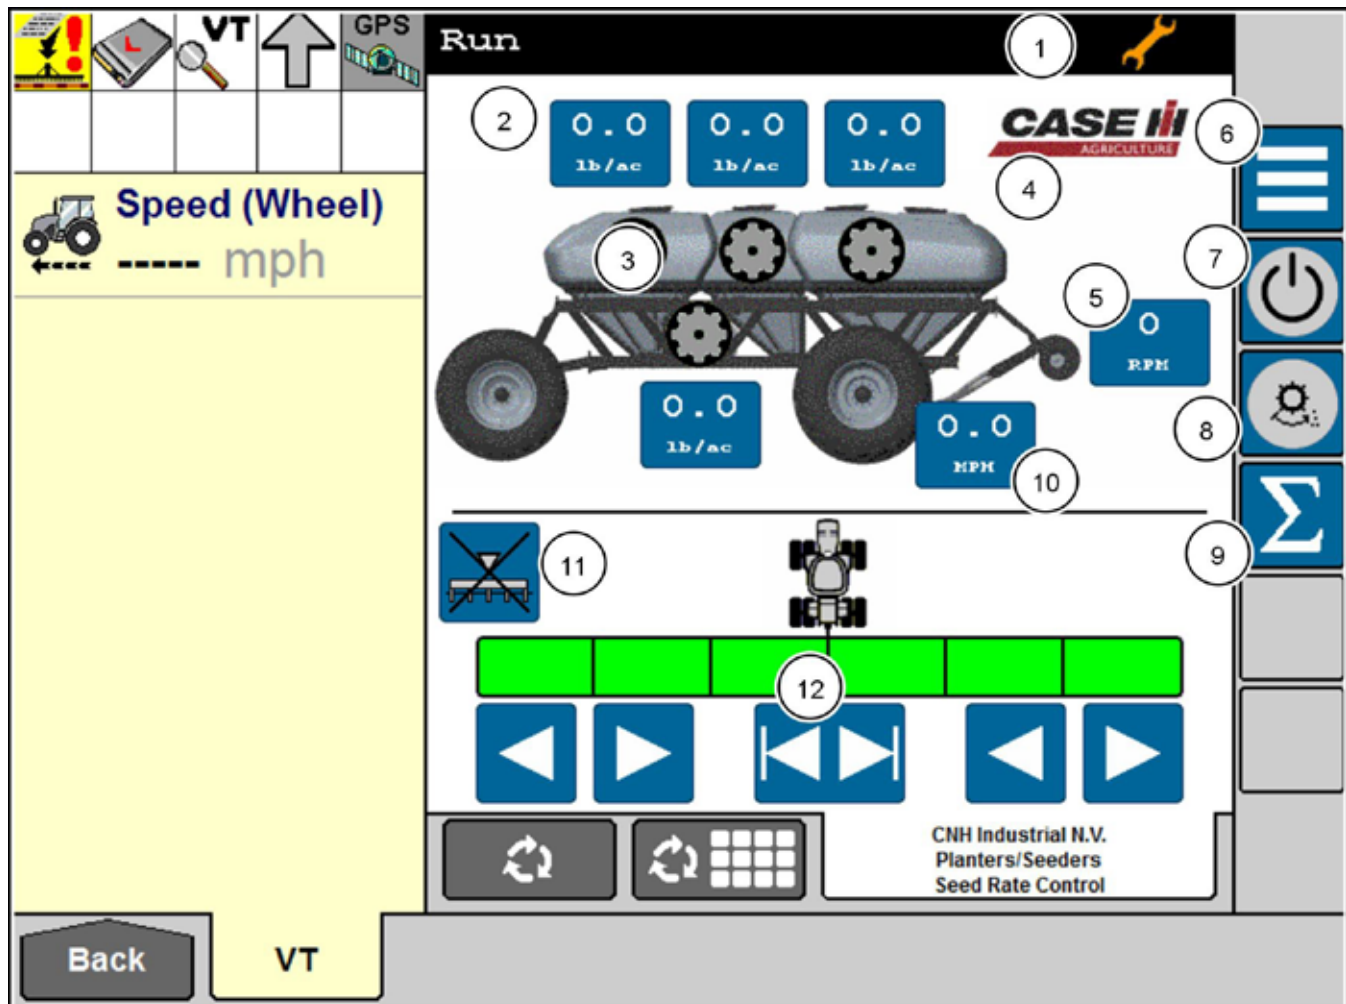 VT
GPS
Run
1
2
0.0
lb/ac
0.0
lb/ac
0.0
lb/ac
CASE IH
AGRICULTURE
6
4
Speed (Wheel)
----- mph
3
7
5
0
RPM
0.0
lb/ac
0.0
MPH
8
10
9
Σ
11
12
CNH Industrial N.V.
Planters/Seeders
Seed Rate Control
Back
VT